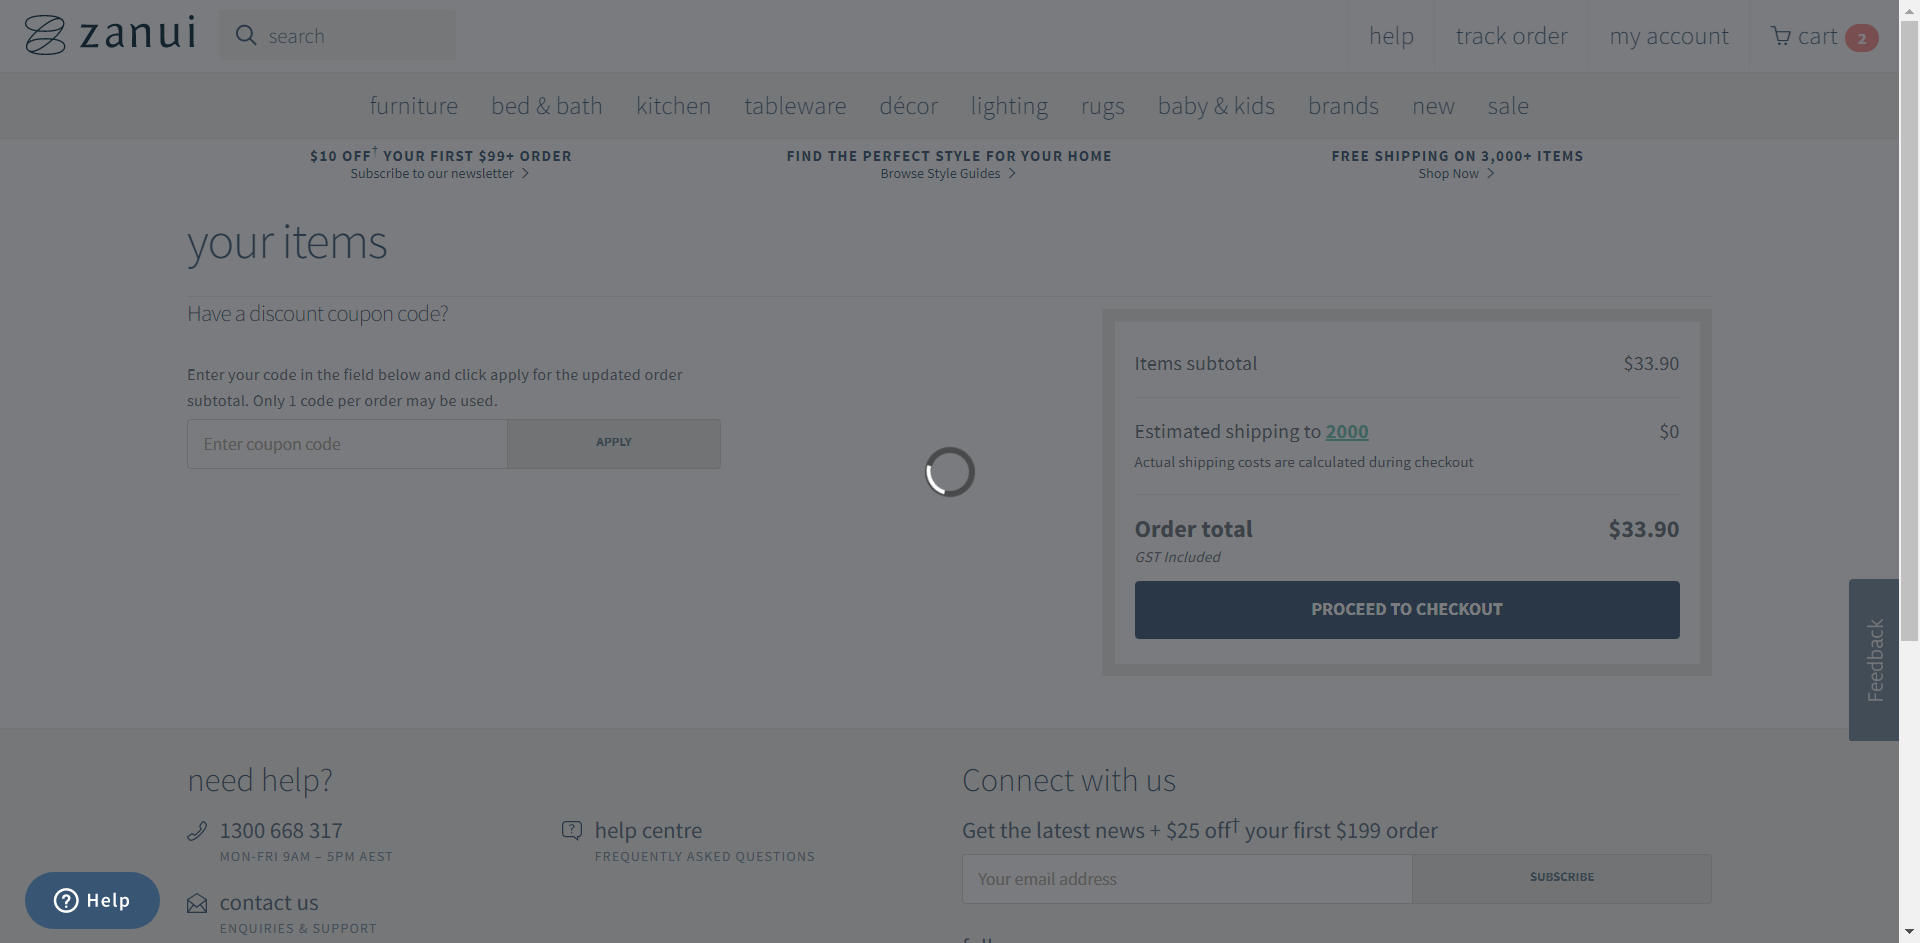 zanui
search
help
track order
my account
cart 2
furniture
bed & bath
kitchen
tableware
décor
lighting
rugs
baby & kids
brands
new
sale
$10 OFF† YOUR FIRST $99+ ORDER
Subscribe to our newsletter
FIND THE PERFECT STYLE FOR YOUR HOME
Browse Style Guides
FREE SHIPPING ON 3,000+ ITEMS
Shop Now
your items
Have a discount coupon code?
Enter your code in the field below and click apply for the updated order
subtotal. Only 1 code per order may be used.
Enter coupon code
APPLY
Items subtotal $33.90
Estimated shipping to 2000 $0
Actual shipping costs are calculated during checkout
Order total $33.90
GST Included
PROCEED TO CHECKOUT
Feedback
need help?
1300 668 317
MON-FRI 9AM – 5PM AEST
help centre
FREQUENTLY ASKED QUESTIONS
contact us
ENQUIRIES & SUPPORT
Connect with us
Get the latest news + $25 off† your first $199 order
Your email address
SUBSCRIBE
Help